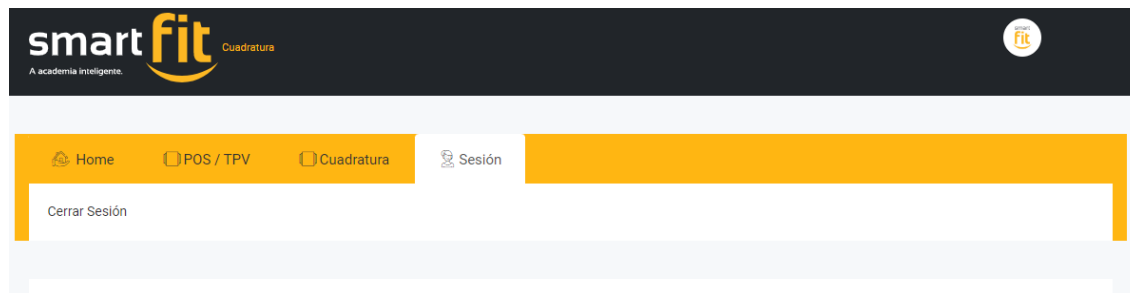 smart fit Cuadratura
A academia inteligente.
smart
fit
Home POS / TPV Cuadratura Sesión
Cerrar Sesión